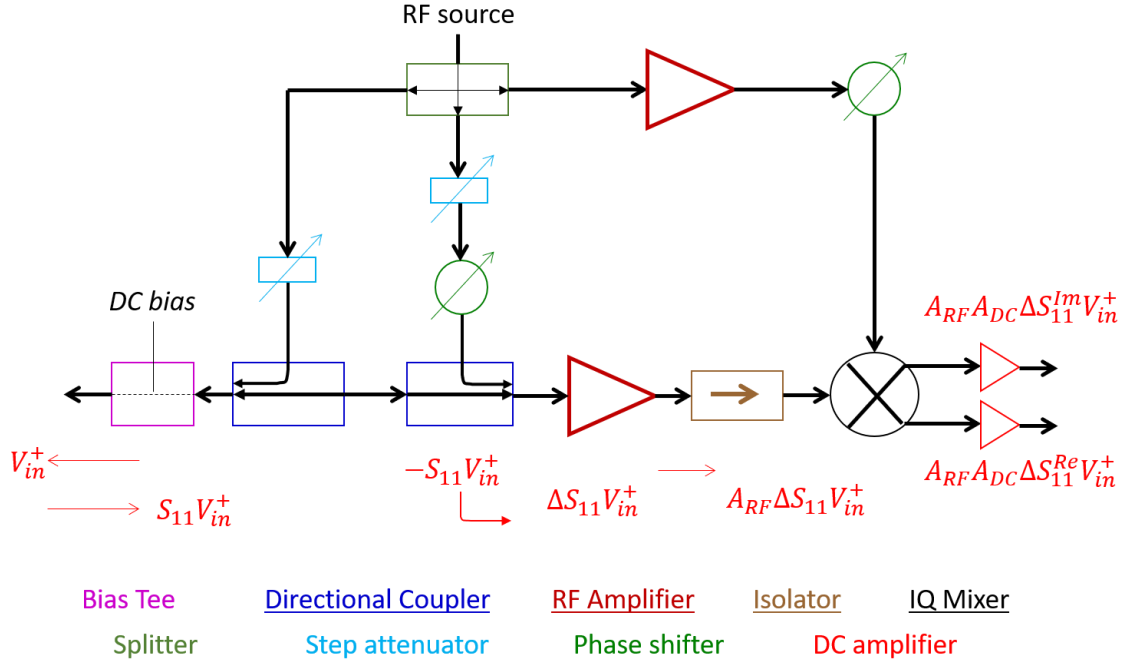 RF source
DC bias
$A_{RF}A_{DC}\Delta S_{11}^{Im}V_{in}^{+}$
$V_{in}^{+}$
$S_{11}V_{in}^{+}$
$-S_{11}V_{in}^{+}$
$\Delta S_{11}V_{in}^{+}$
$A_{RF}\Delta S_{11}V_{in}^{+}$
$A_{RF}A_{DC}\Delta S_{11}^{Re}V_{in}^{+}$
Bias Tee Directional Coupler RF Amplifier Isolator IQ Mixer
Splitter Step attenuator Phase shifter DC amplifier